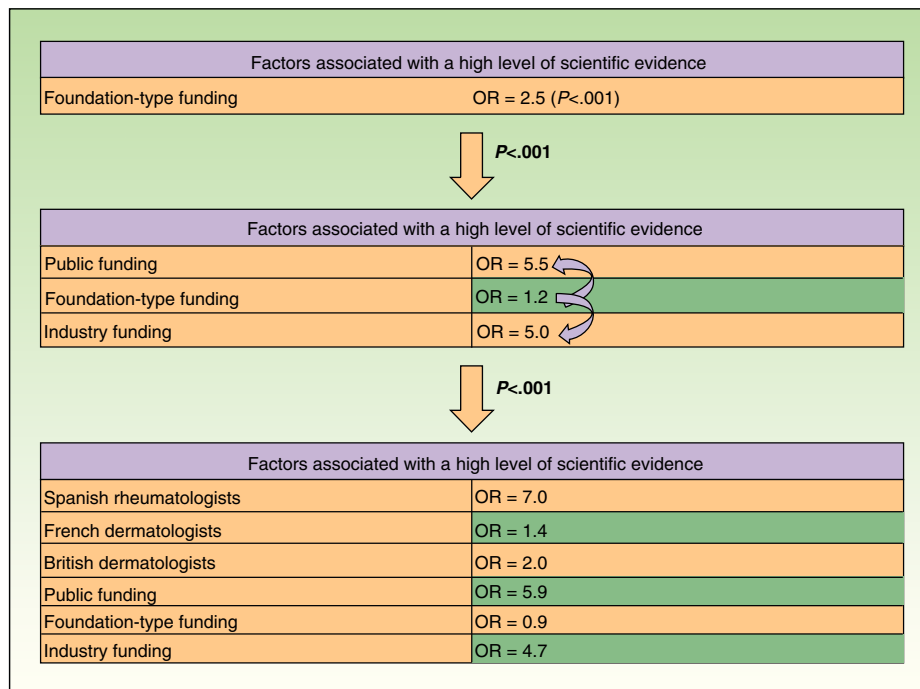 Factors associated with a high level of scientific evidence
Foundation-type funding OR = 2.5 (P<.001)
P<.001
Factors associated with a high level of scientific evidence
Public funding OR = 5.5
Foundation-type funding OR = 1.2
Industry funding OR = 5.0
P<.001
Factors associated with a high level of scientific evidence
Spanish rheumatologists OR = 7.0
French dermatologists OR = 1.4
British dermatologists OR = 2.0
Public funding OR = 5.9
Foundation-type funding OR = 0.9
Industry funding OR = 4.7